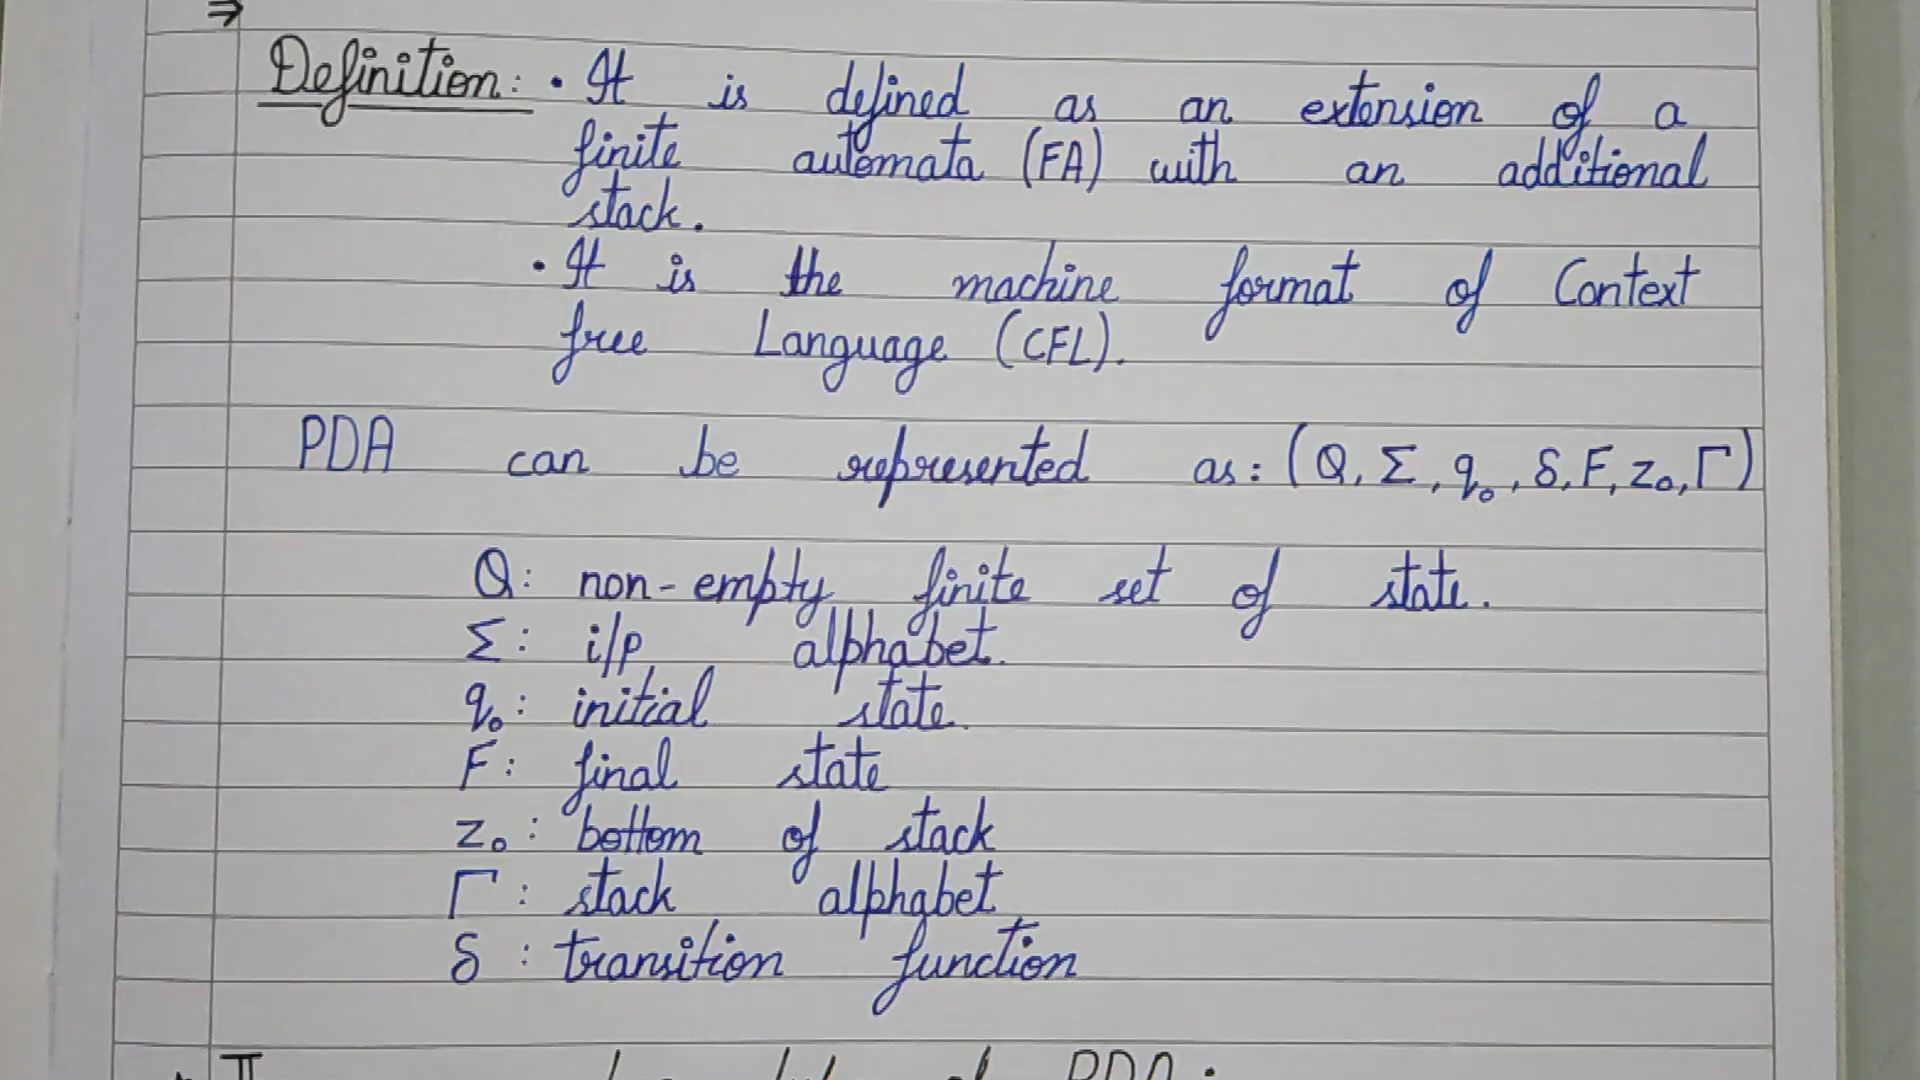 ⇒
Definition: • It is defined as an extension of a
finite automata (FA) with an additional
stack.
• It is the machine format of Context
free Language (CFL).
PDA can be represented as: (Q, Σ, q₀, δ, F, z₀, Γ)
Q: non-empty finite set of state.
Σ: i/p alphabet.
q₀: initial state.
F: final state
z₀: bottom of stack
Γ: stack alphabet
δ: transition function
of PDA: